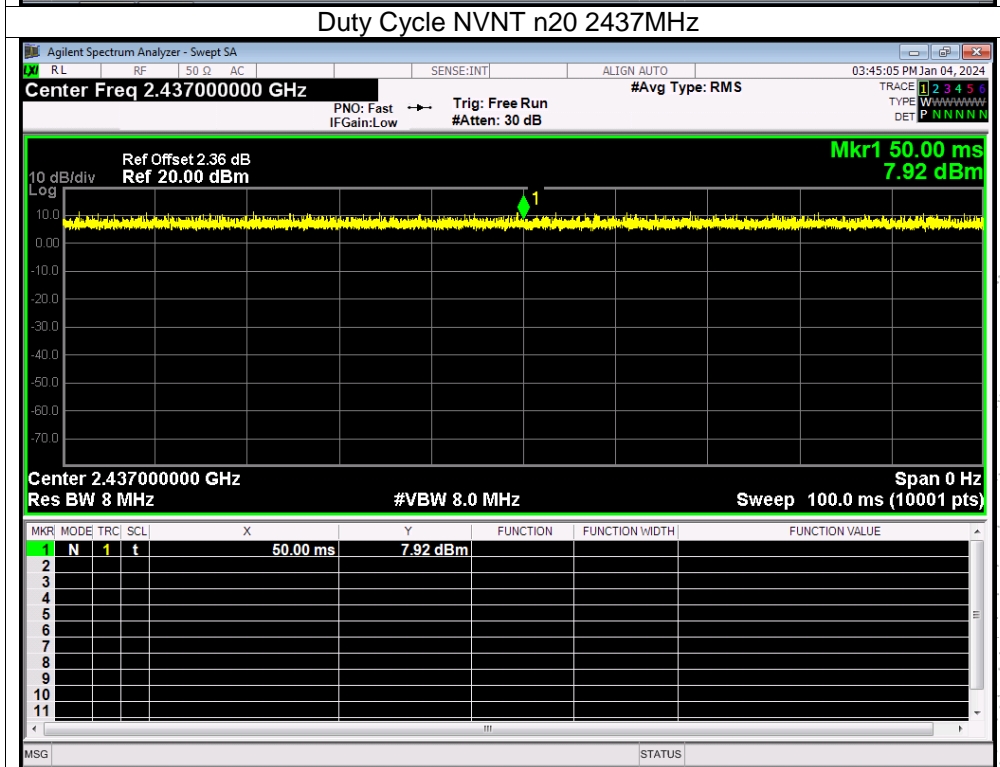 Duty Cycle NVNT n20 2437MHz
Agilent Spectrum Analyzer - Swept SA
LXI RL RF 50 Ω AC SENSE:INT ALIGN AUTO 03:45:05 PM Jan 04, 2024
Center Freq 2.437000000 GHz #Avg Type: RMS TRACE 1 2 3 4 5 6
PNO: Fast Trig: Free Run TYPE WWWWWW
IFGain:Low #Atten: 30 dB DET P N N N N N
Mkr1 50.00 ms
7.92 dBm
Ref Offset 2.36 dB
10 dB/div Ref 20.00 dBm
Log
1
10.0
0.00
-10.0
-20.0
-30.0
-40.0
-50.0
-60.0
-70.0
Center 2.437000000 GHz Span 0 Hz
Res BW 8 MHz #VBW 8.0 MHz Sweep 100.0 ms (10001 pts)
MKR MODE TRC SCL X Y FUNCTION FUNCTION WIDTH FUNCTION VALUE
1 N 1 t 50.00 ms 7.92 dBm
2
3
4
5
6
7
8
9
10
11
MSG STATUS